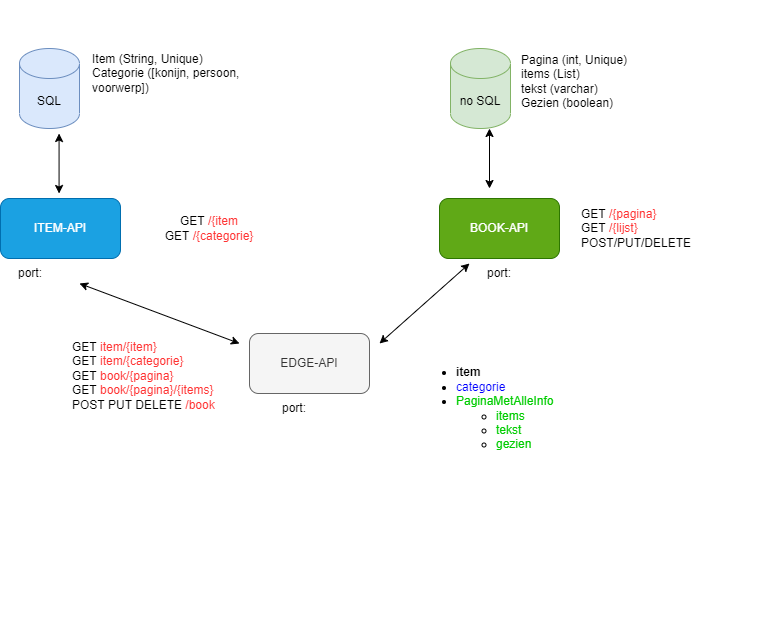 Item (String, Unique)
Categorie ([konijn, persoon,
voorwerp])
SQL
Pagina (int, Unique)
items (List)
tekst (varchar)
Gezien (boolean)
no SQL
ITEM-API
GET /{item
GET /{categorie}
port:
BOOK-API
GET /{pagina}
GET /{lijst}
POST/PUT/DELETE
port:
GET item/{item}
GET item/{categorie}
GET book/{pagina}
GET book/{pagina}/{items}
POST PUT DELETE /book
EDGE-API
port:
item
categorie
PaginaMetAlleInfo
items
tekst
gezien